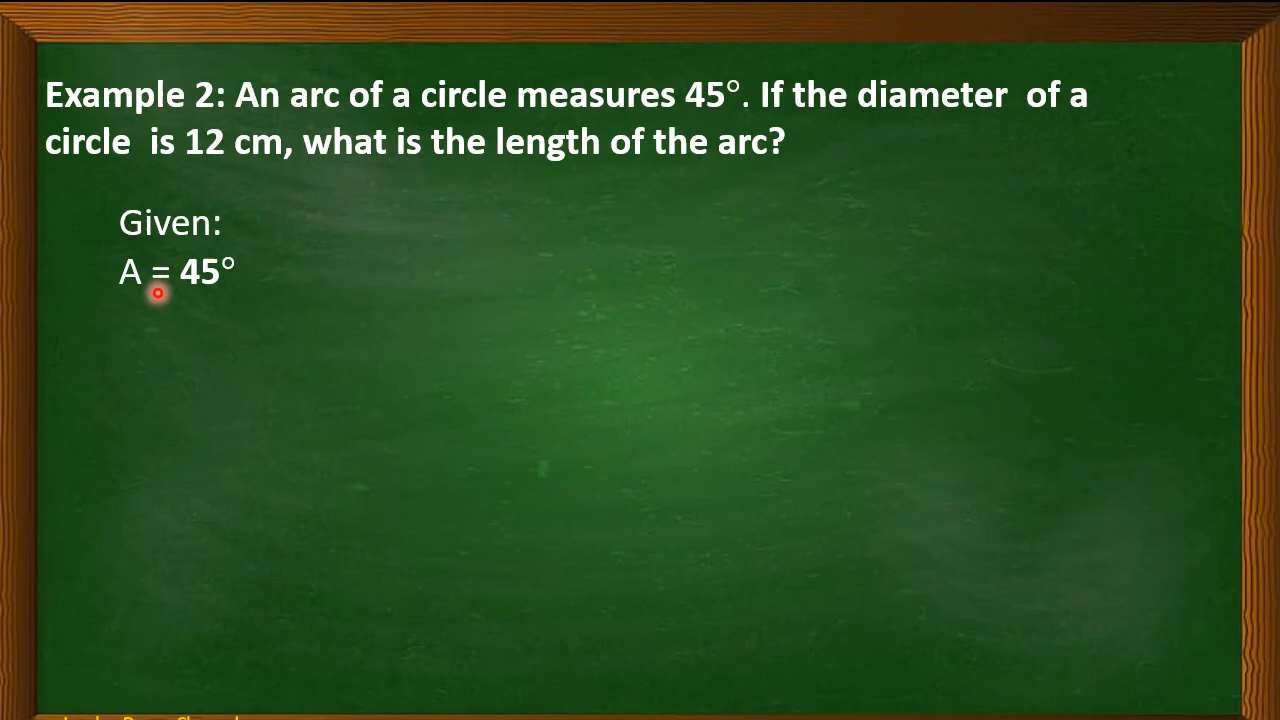 Example 2: An arc of a circle measures 45°. If the diameter of a
circle is 12 cm, what is the length of the arc?
Given:
A = 45°